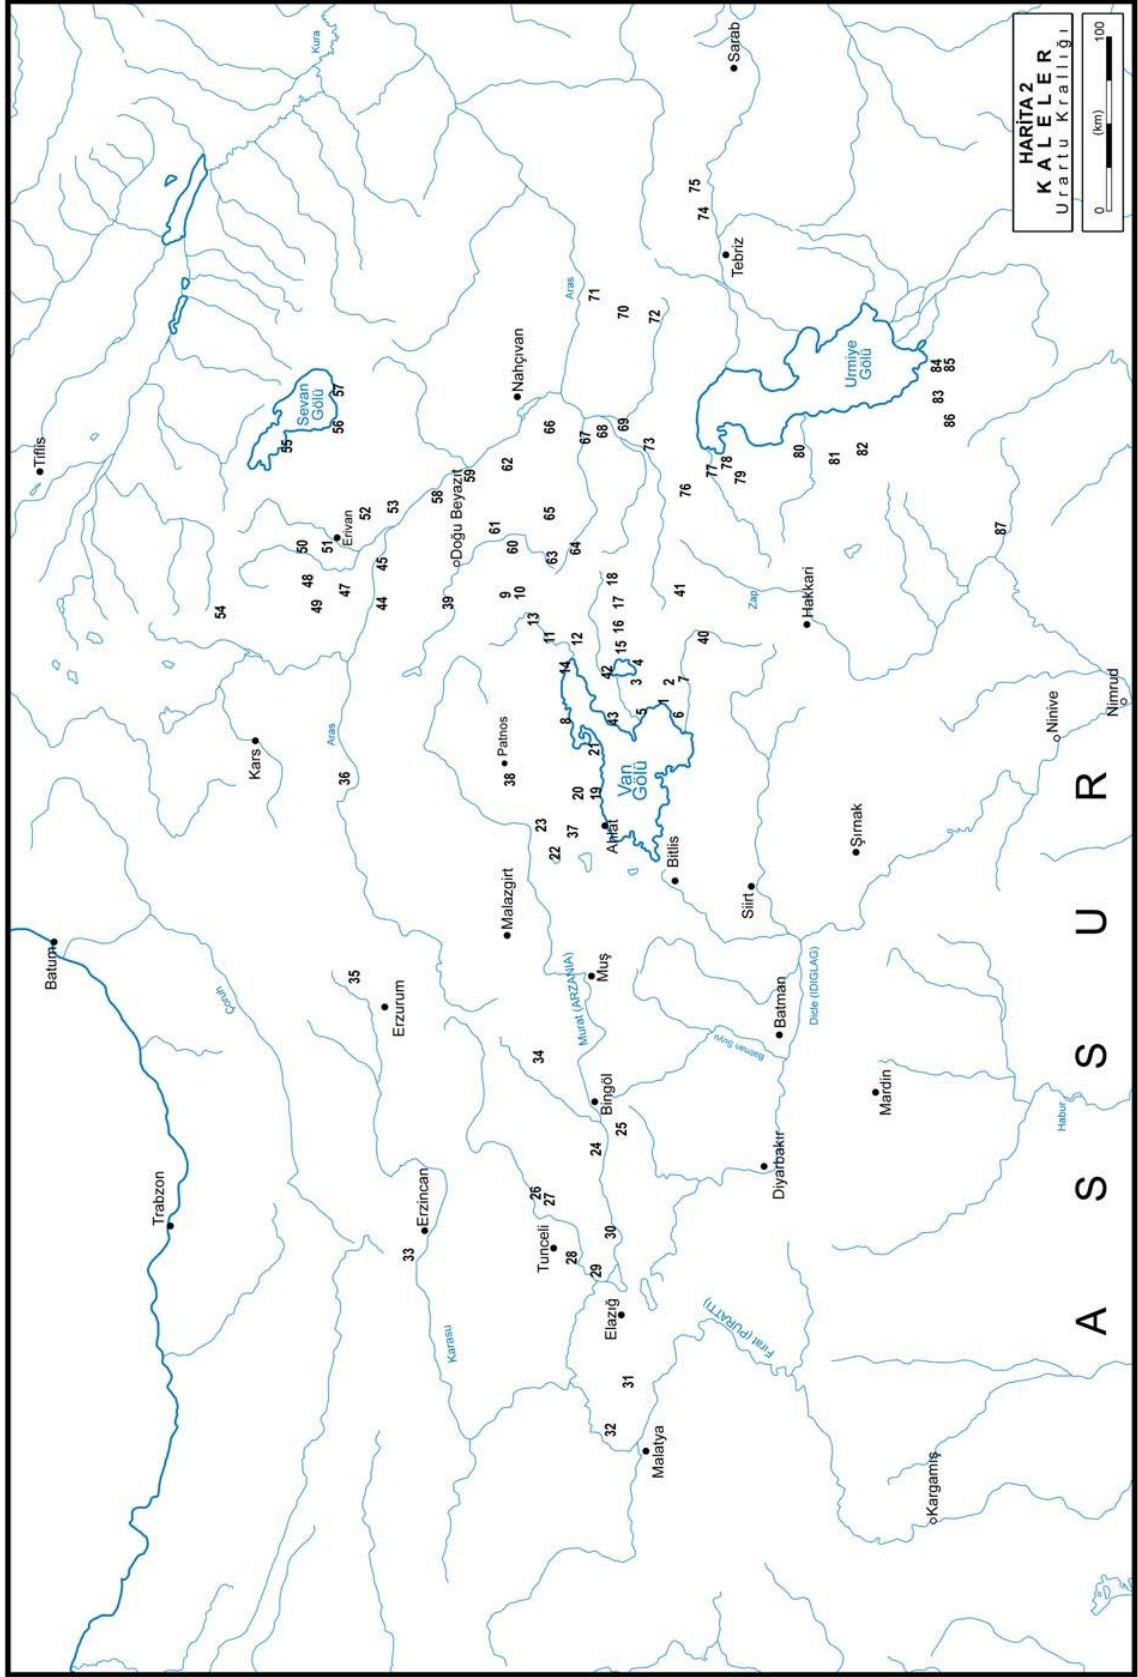 Tiflis
Batum
Trabzon
Kura
Çoruh
54
Kars
55
Sevan
Gölü
56
57
50
48
49
51
Erivan
47
52
53
Aras
36
35
Erzurum
44
45
33
Erzincan
Karasu
58
59
39
Doğu Beyazıt
Malazgirt
Patnos
38
9
10
61
60
62
Nahçıvan
26
27
34
Tunceli
23
22
13
11
63
65
66
28
Murat (ARZANIA)
37
8
14
12
64
67
Aras
29
24
Bingöl
Muş
20
19
21
Ahlat
71
30
25
Elazığ
43
42
15
16
17
18
68
69
70
32
31
Malatya
Van
Gölü
5
3
4
73
72
1
6
2
7
Bitlis
41
76
40
74
75
77
78
79
Fırat (PURATTI)
Batman Suyu
Siirt
Zap
Tebriz
Sarab
Diyarbakır
Batman
Dicle (IDIGLAG)
Hakkari
80
81
82
Urmiye
Gölü
Şırnak
Mardin
Kargamış
83
84
85
86
87
Habur
Ninive
Nimrud
A S S U R
HARİTA 2
KALELER
Urartu Krallığı
0 (km) 100